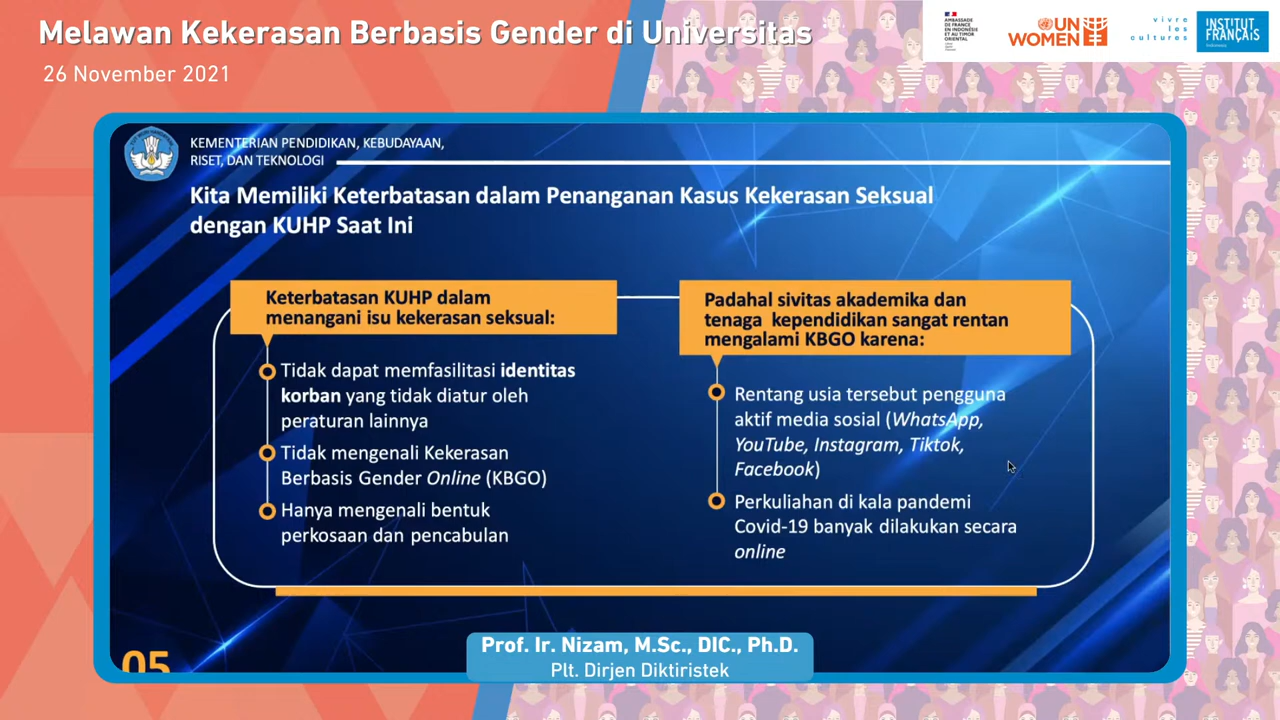 Melawan Kekerasan Berbasis Gender di Universitas
26 November 2021
AMBASSADE
DE FRANCE
EN INDONÉSIE
ET AU TIMOR
ORIENTAL
UN
WOMEN
vivre
les
cultures
INSTITUT
FRANÇAIS
Indonesia
KEMENTERIAN PENDIDIKAN, KEBUDAYAAN,
RISET, DAN TEKNOLOGI
Kita Memiliki Keterbatasan dalam Penanganan Kasus Kekerasan Seksual
dengan KUHP Saat Ini
Keterbatasan KUHP dalam
menangani isu kekerasan seksual:
Tidak dapat memfasilitasi identitas
korban yang tidak diatur oleh
peraturan lainnya
Tidak mengenali Kekerasan
Berbasis Gender Online (KBGO)
Hanya mengenali bentuk
perkosaan dan pencabulan
Padahal sivitas akademika dan
tenaga kependidikan sangat rentan
mengalami KBGO karena:
Rentang usia tersebut pengguna
aktif media sosial (WhatsApp,
YouTube, Instagram, Tiktok,
Facebook)
Perkuliahan di kala pandemi
Covid-19 banyak dilakukan secara
online
05
Prof. Ir. Nizam, M.Sc., DIC., Ph.D.
Plt. Dirjen Diktiristek